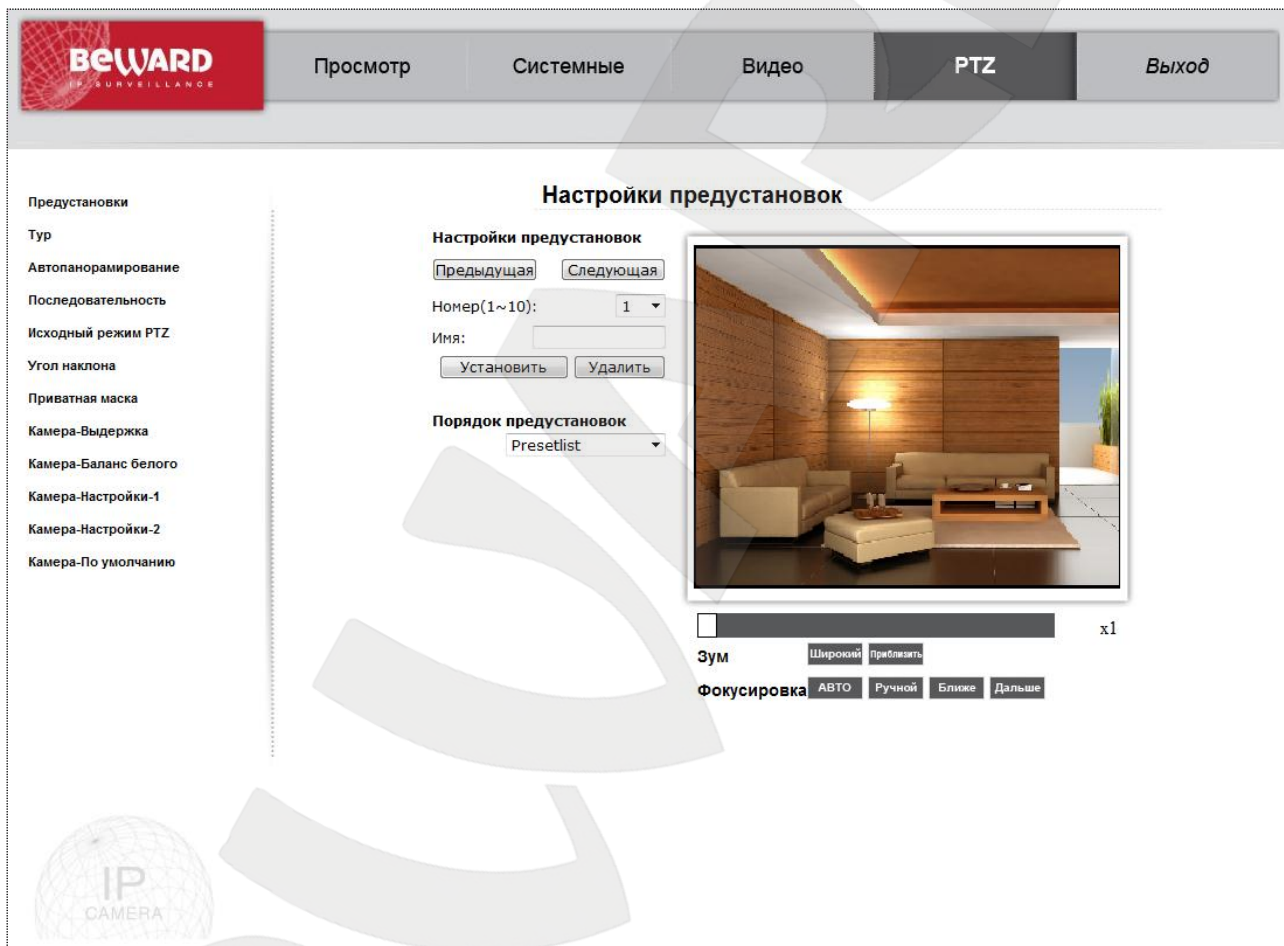 BEWARD
IP SURVEILLANCE
Просмотр
Системные
Видео
PTZ
Выход
Предустановки
Тур
Автопанорамирование
Последовательность
Исходный режим PTZ
Угол наклона
Приватная маска
Камера-Выдержка
Камера-Баланс белого
Камера-Настройки-1
Камера-Настройки-2
Камера-По умолчанию
Настройки предустановок
Настройки предустановок
Предыдущая
Следующая
Номер(1~10):
1
Имя:
Установить
Удалить
Порядок предустановок
Presetlist
x1
Зум
Широкий
Приблизить
Фокусировка
АВТО
Ручной
Ближе
Дальше
IP
CAMERA